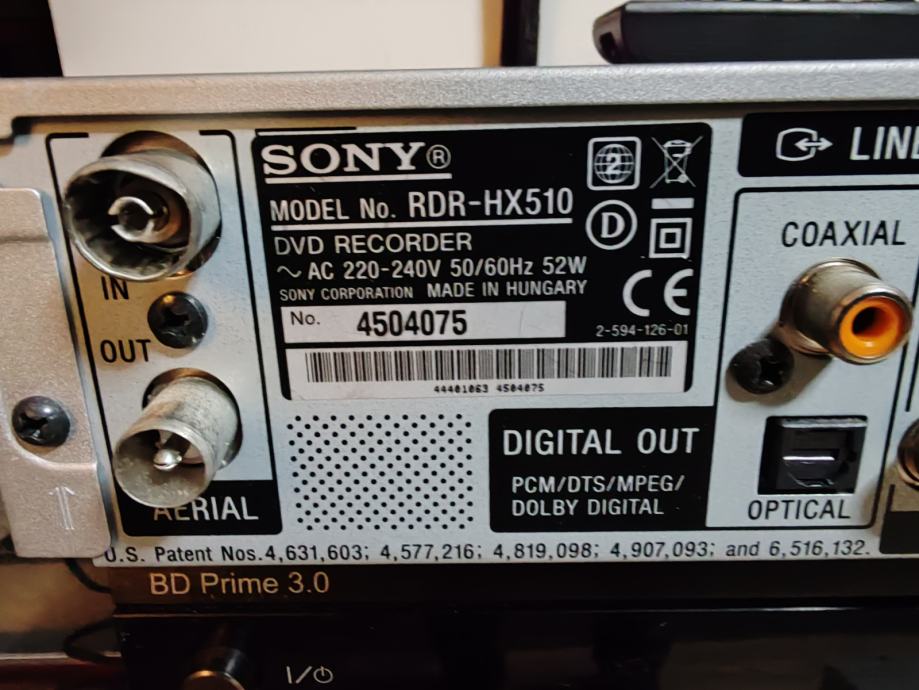 SONY®
MODEL No. RDR-HX510
DVD RECORDER
~ AC 220-240V 50/60Hz 52W
SONY CORPORATION MADE IN HUNGARY
No. 4504075
2-594-126-01
44401063 4504075
2
D
CE
IN
OUT
AERIAL
LINE
COAXIAL
DIGITAL OUT
PCM/DTS/MPEG/
DOLBY DIGITAL
OPTICAL
U.S. Patent Nos.4,631,603; 4,577,216; 4,819,098; 4,907,093; and 6,516,132.
BD Prime 3.0